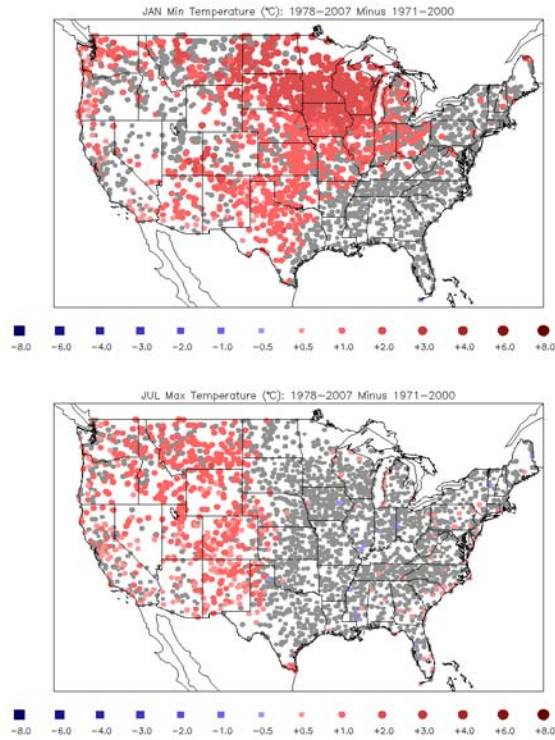 JAN Min Temperature (°C): 1978-2007 Minus 1971-2000
-8.0 -6.0 -4.0 -3.0 -2.0 -1.0 -0.5 +0.5 +1.0 +2.0 +3.0 +4.0 +6.0 +8.0
JUL Max Temperature (°C): 1978-2007 Minus 1971-2000
-8.0 -6.0 -4.0 -3.0 -2.0 -1.0 -0.5 +0.5 +1.0 +2.0 +3.0 +4.0 +6.0 +8.0